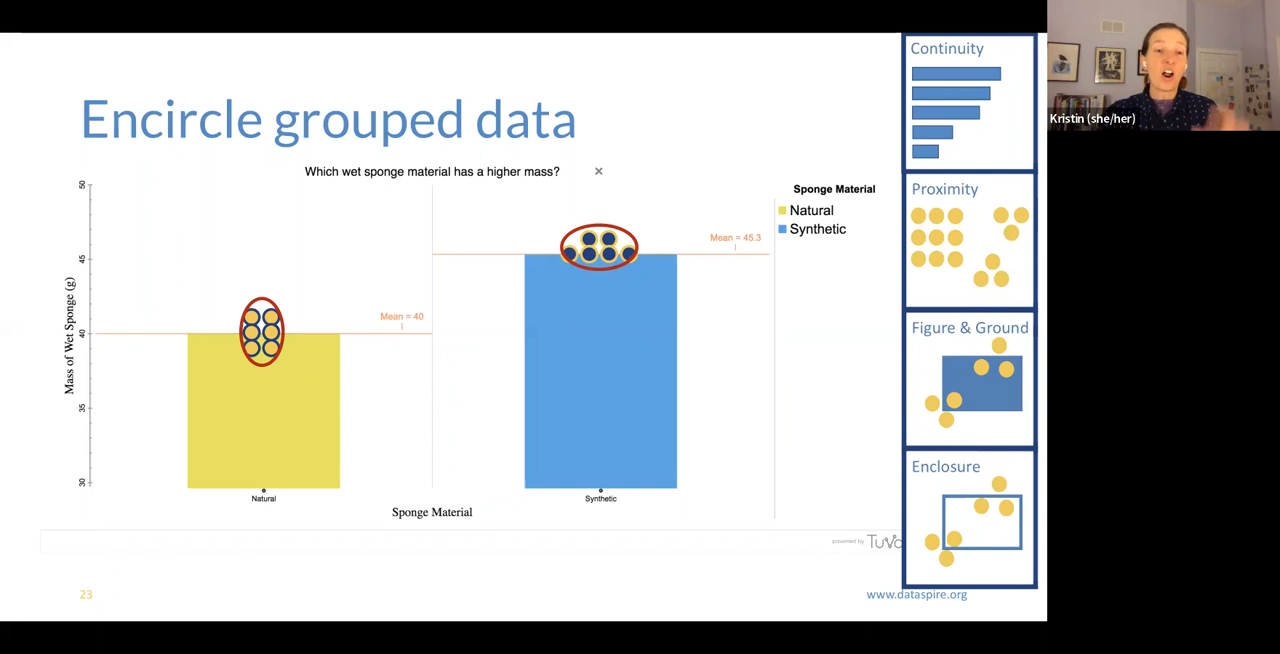 Encircle grouped data
Which wet sponge material has a higher mass? ×
50
45
40
35
30
Mass of Wet Sponge (g)
Mean = 40
Mean = 45.3
Natural
Synthetic
Sponge Material
Sponge Material
Natural
Synthetic
presented by
23
www.dataspire.org
Continuity
Proximity
Figure & Ground
Enclosure
Kristin (she/her)